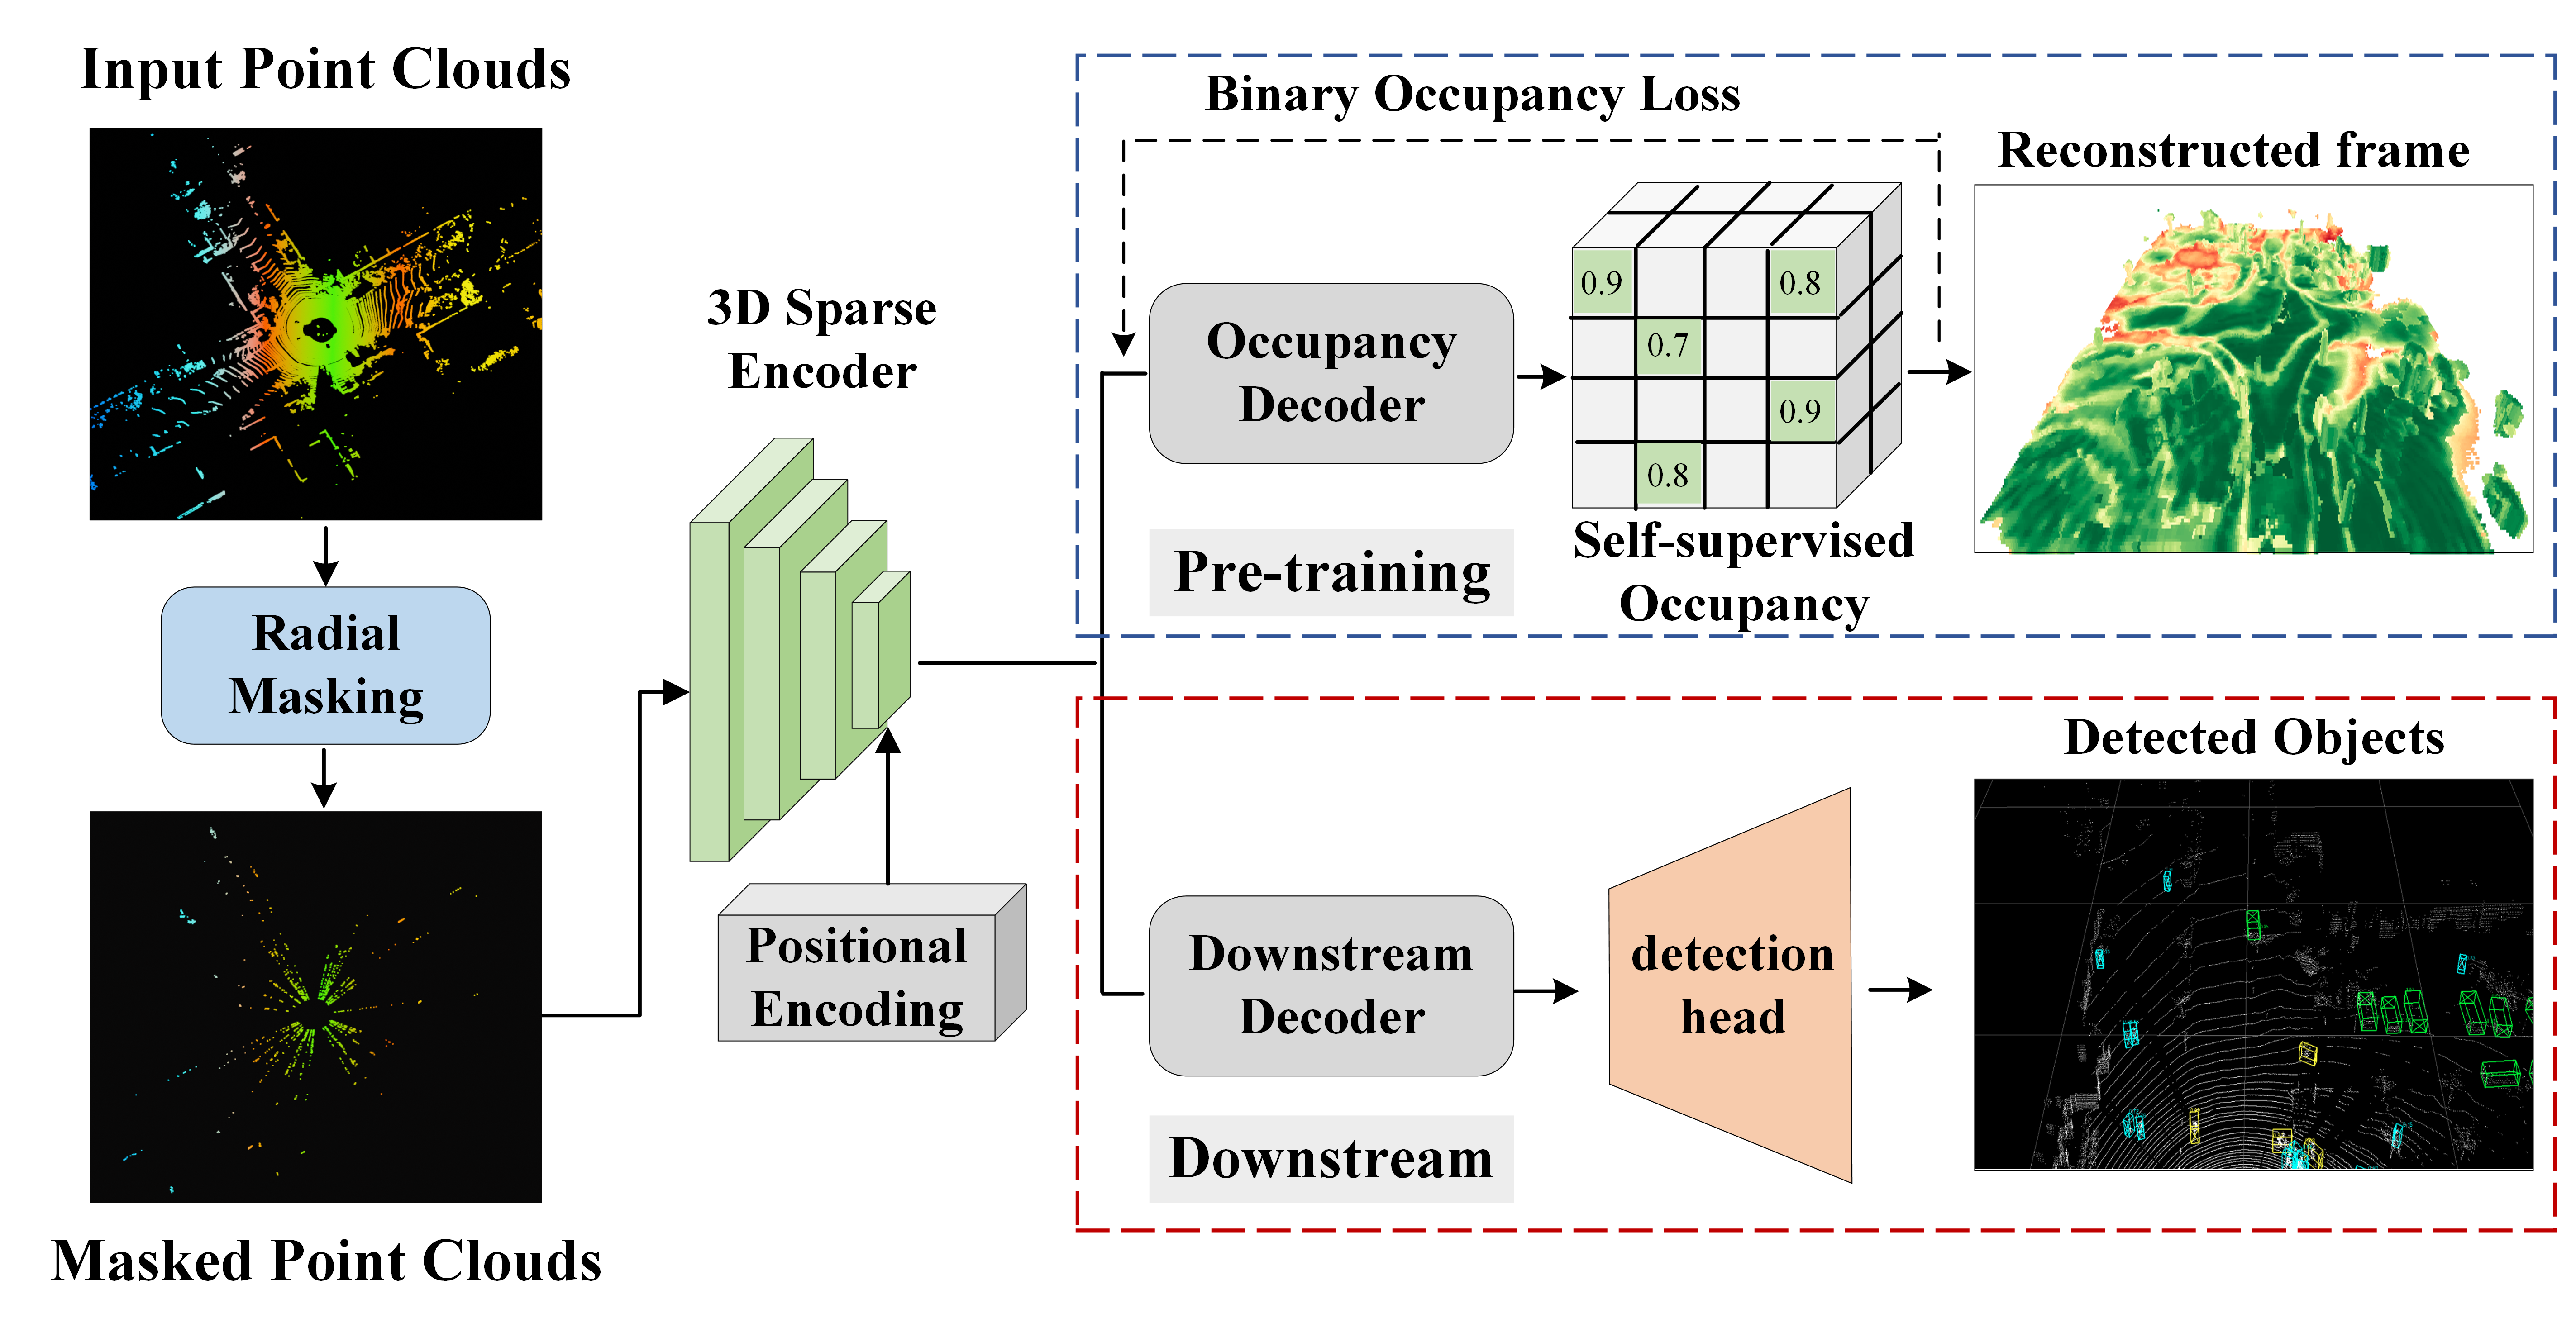 Input Point Clouds
Radial
Masking
Masked Point Clouds
3D Sparse
Encoder
Positional
Encoding
Binary Occupancy Loss
Occupancy
Decoder
0.9
0.8
0.7
0.9
0.8
Self-supervised
Occupancy
Reconstructed frame
Pre-training
Downstream
Decoder
detection
head
Detected Objects
Downstream